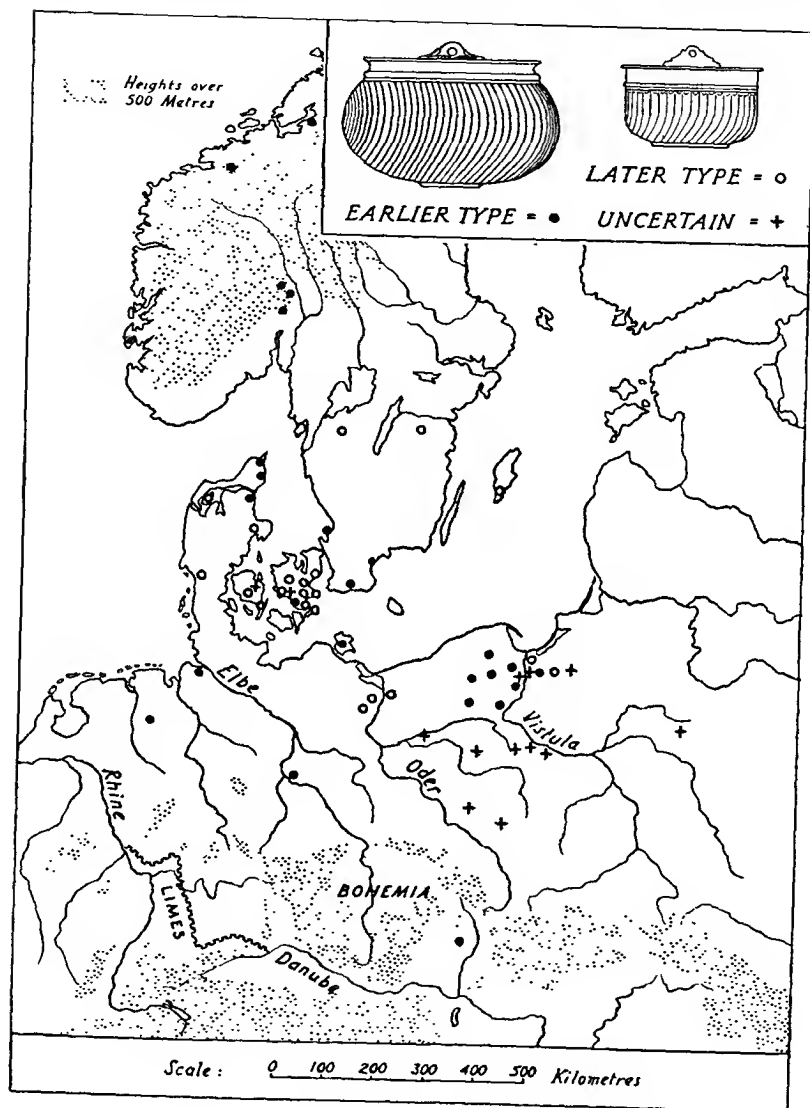 Heights over
500 Metres
LATER TYPE = o
EARLIER TYPE = •
UNCERTAIN = +
Elbe
Vistula
Oder
Rhine
LIMES
BOHEMIA
Danube
Scale : 0 100 200 300 400 500 Kilometres